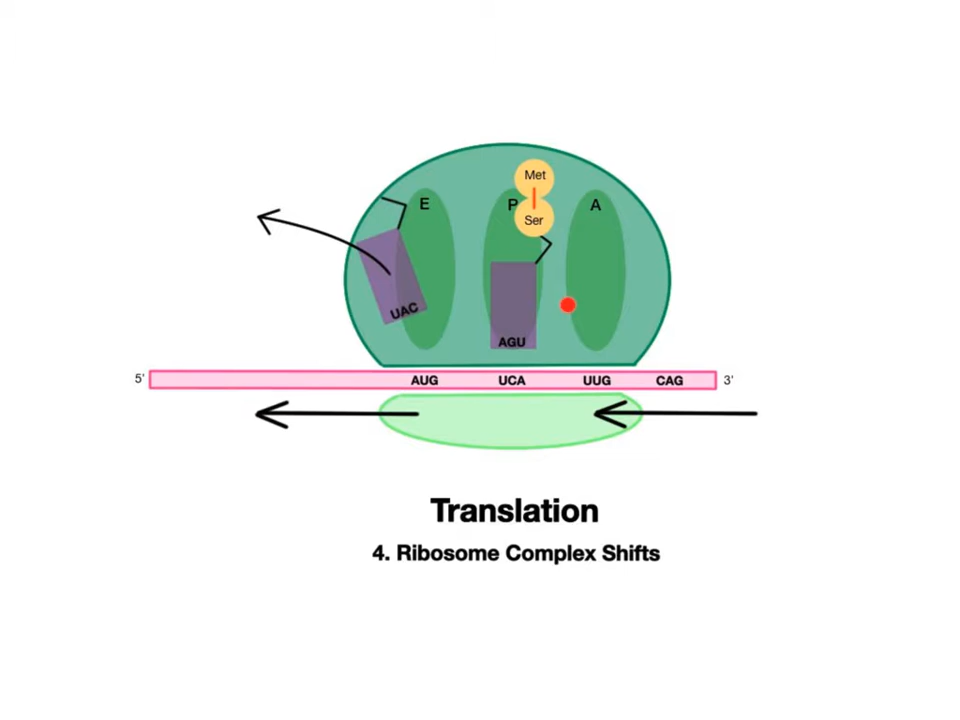 Met
E
P
A
Ser
UAC
AGU
5'
AUG UCA UUG CAG
3'
Translation
4. Ribosome Complex Shifts